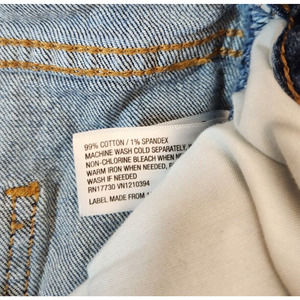 99% COTTON / 1% SPANDEX
MACHINE WASH COLD SEPARATELY,
NON-CHLORINE BLEACH WHEN
WARM IRON WHEN NEEDED,
WASH IF NEEDED
RN17730 VN1210394
LABEL MADE FROM